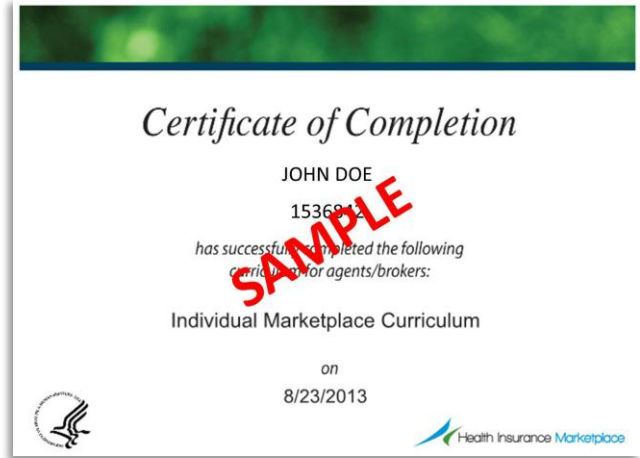 Certificate of Completion
JOHN DOE
1536842
has successfully completed the following
curriculum for agents/brokers:
SAMPLE
Individual Marketplace Curriculum
on
8/23/2013
Health Insurance Marketplace